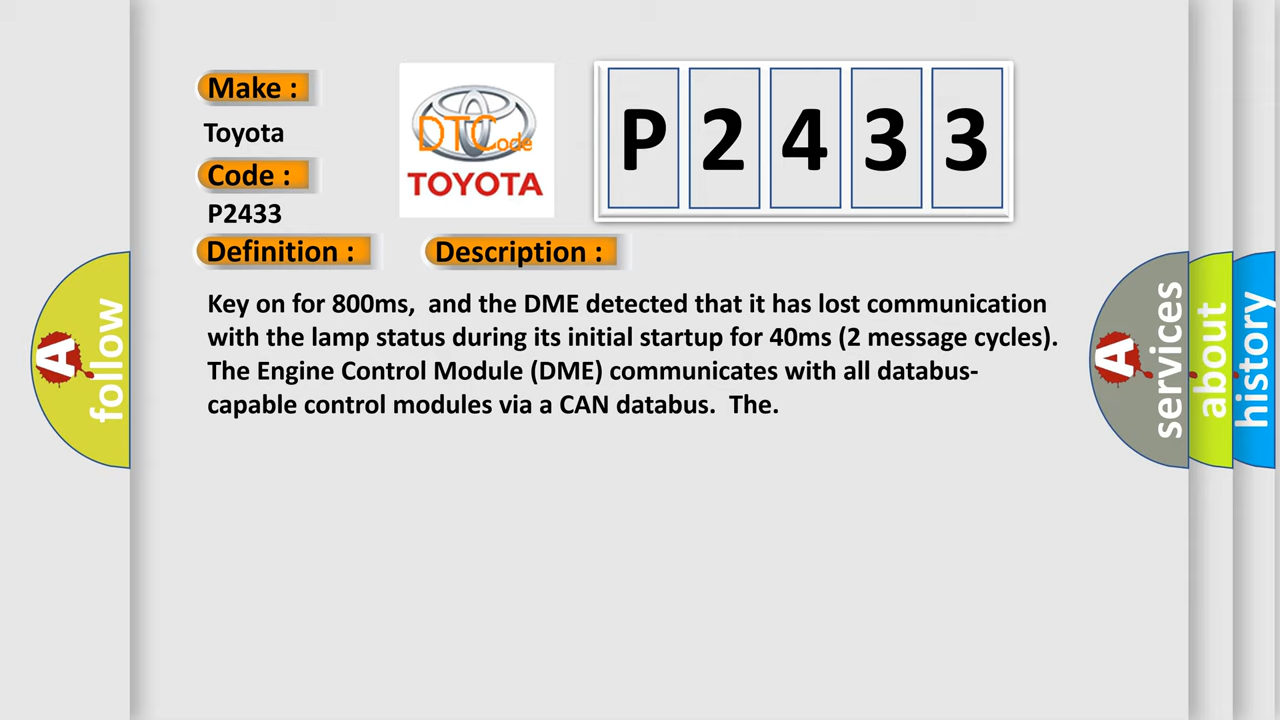 Make :
Toyota
Code :
P2433
Definition :
Description :
DTCode
TOYOTA
P 2 4 3 3
Key on for 800ms,  and the DME detected that it has lost communication
with the lamp status during its initial startup for 40ms (2 message cycles).
The Engine Control Module (DME) communicates with all databus-
capable control modules via a CAN databus  The.
A follow
A services
about
history